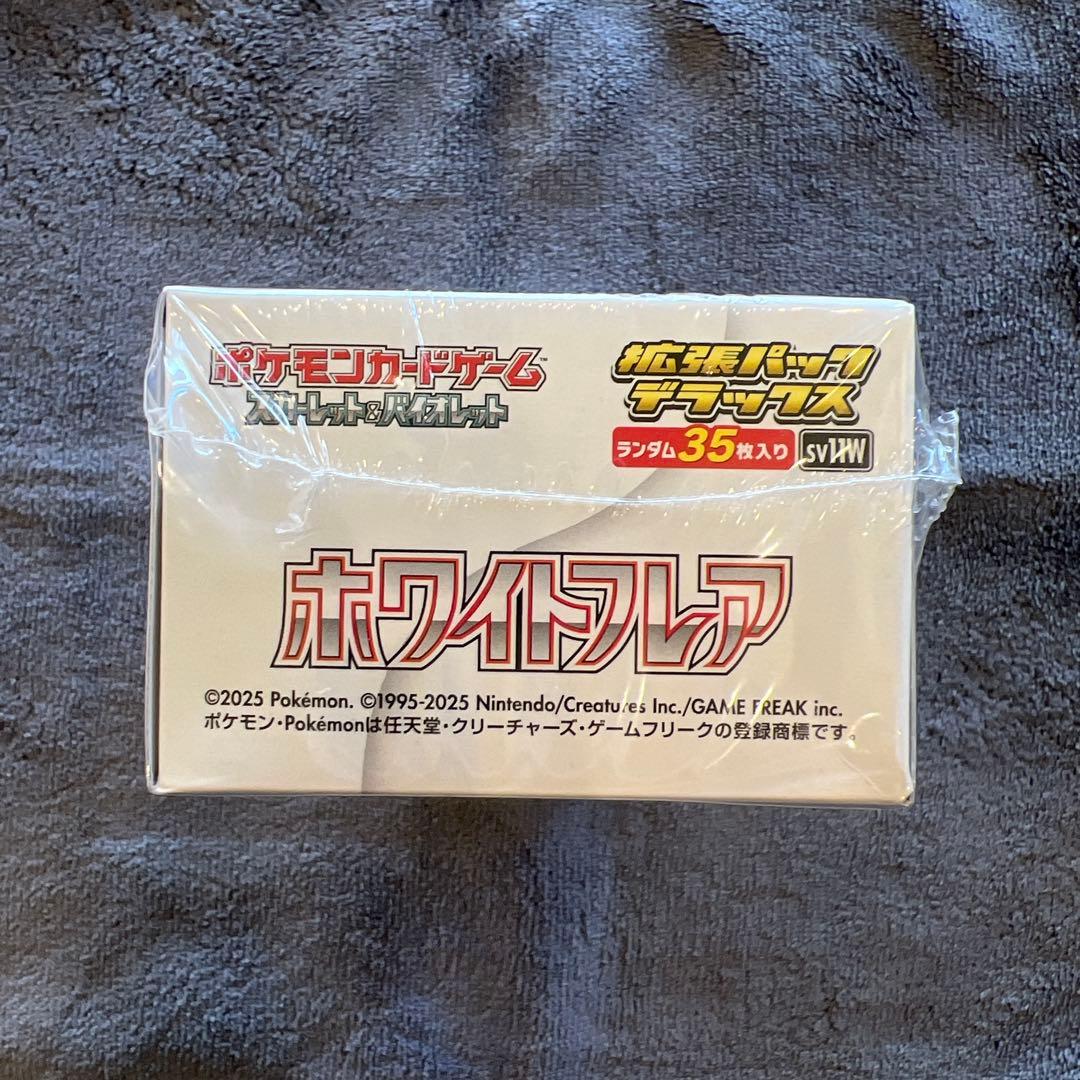 ポケモンカードゲーム™
スカーレット&バイオレット
拡張パック
デラックス
ランダム35枚入り
SV11W
ホワイトフレア
©2025 Pokémon. ©1995-2025 Nintendo/Creatures Inc./GAME FREAK inc.
ポケモン・Pokémonは任天堂・クリーチャーズ・ゲームフリークの登録商標です。